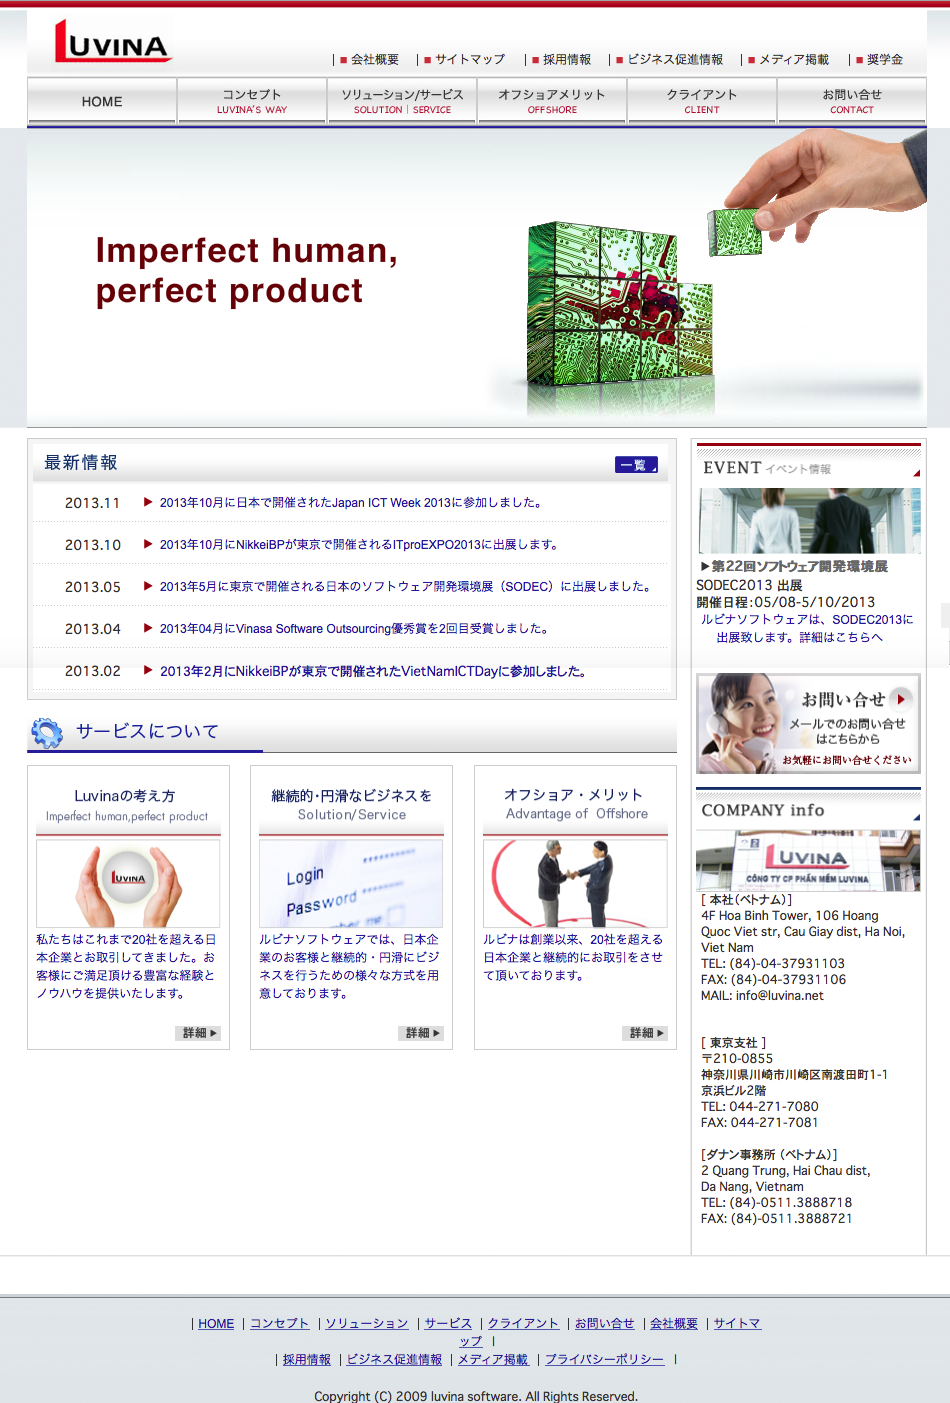 LUVINA
| ■ 会社概要 | ■ サイトマップ | ■ 採用情報 | ■ ビジネス促進情報 | ■ メディア掲載 | ■ 奨学金
HOME
コンセプト
LUVINA'S WAY
ソリューション/サービス
SOLUTION | SERVICE
オフショアメリット
OFFSHORE
クライアント
CLIENT
お問い合せ
CONTACT
Imperfect human,
perfect product
最新情報
一覧
2013.11 ▶ 2013年10月に日本で開催されたJapan ICT Week 2013に参加しました。
2013.10 ▶ 2013年10月にNikkeiBPが東京で開催されるITproEXPO2013に出展します。
2013.05 ▶ 2013年5月に東京で開催される日本のソフトウェア開発環境展（SODEC）に出展しました。
2013.04 ▶ 2013年04月にVinasa Software Outsourcing優秀賞を2回目受賞しました。
2013.02 ▶ 2013年2月にNikkeiBPが東京で開催されたVietNamICTDayに参加しました。
サービスについて
Luvinaの考え方
Imperfect human,perfect product
LUVINA
私たちはこれまで20社を超える日
本企業とお取引してきました。お
客様にご満足頂ける豊富な経験と
ノウハウを提供いたします。
詳細 ▶
継続的･円滑なビジネスを
Solution/Service
Login
Password
ルビナソフトウェアでは、日本企
業のお客様と継続的・円滑にビジ
ネスを行うための様々な方式を用
意しております。
詳細 ▶
オフショア・メリット
Advantage of Offshore
ルビナは創業以来、20社を超える
日本企業と継続的にお取引をさせ
て頂いております。
詳細 ▶
EVENT イベント情報
▶第22回ソフトウェア開発環境展
SODEC2013 出展
開催日程：05/08-5/10/2013
ルビナソフトウェアは、SODEC2013に
出展致します。詳細はこちらへ
お問い合せ
メールでのお問い合せ
はこちらから
お気軽にお問い合せください
COMPANY info
LUVINA
CÔNG TY CP PHẦN MỀM LUVINA
[ 本社（ベトナム）]
4F Hoa Binh Tower, 106 Hoang
Quoc Viet str, Cau Giay dist, Ha Noi,
Viet Nam
TEL: (84)-04-37931103
FAX: (84)-04-37931106
MAIL: info@luvina.net
[ 東京支社 ]
〒210-0855
神奈川県川崎市川崎区南渡田町1-1
京浜ビル2階
TEL: 044-271-7080
FAX: 044-271-7081
[ダナン事務所 （ベトナム）]
2 Quang Trung, Hai Chau dist,
Da Nang, Vietnam
TEL: (84)-0511.3888718
FAX: (84)-0511.3888721
| HOME | コンセプト | ソリューション | サービス | クライアント | お問い合せ | 会社概要 | サイトマ
ップ |
| 採用情報 | ビジネス促進情報 | メディア掲載 | プライバシーポリシー |
Copyright (C) 2009 luvina software. All Rights Reserved.